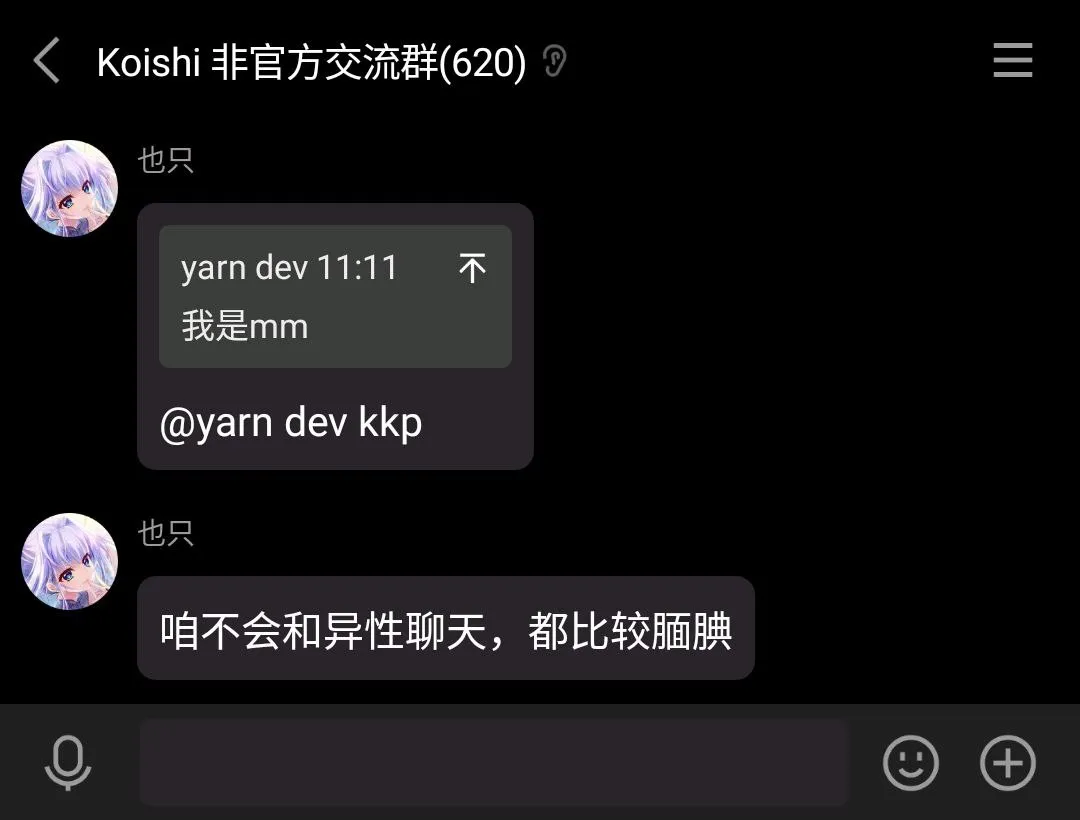 Koishi 非官方交流群(620)
也只
yarn dev 11:11
我是mm
@yarn dev kkp
也只
咱不会和异性聊天，都比较腼腆